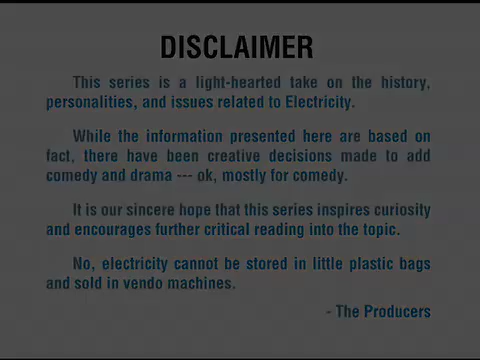 DISCLAIMER
This series is a light-hearted take on the history,
personalities, and issues related to Electricity.
While the information presented here are based on
fact, there have been creative decisions made to add
comedy and drama --- ok, mostly for comedy.
It is our sincere hope that this series inspires curiosity
and encourages further critical reading into the topic.
No, electricity cannot be stored in little plastic bags
and sold in vendo machines.
- The Producers